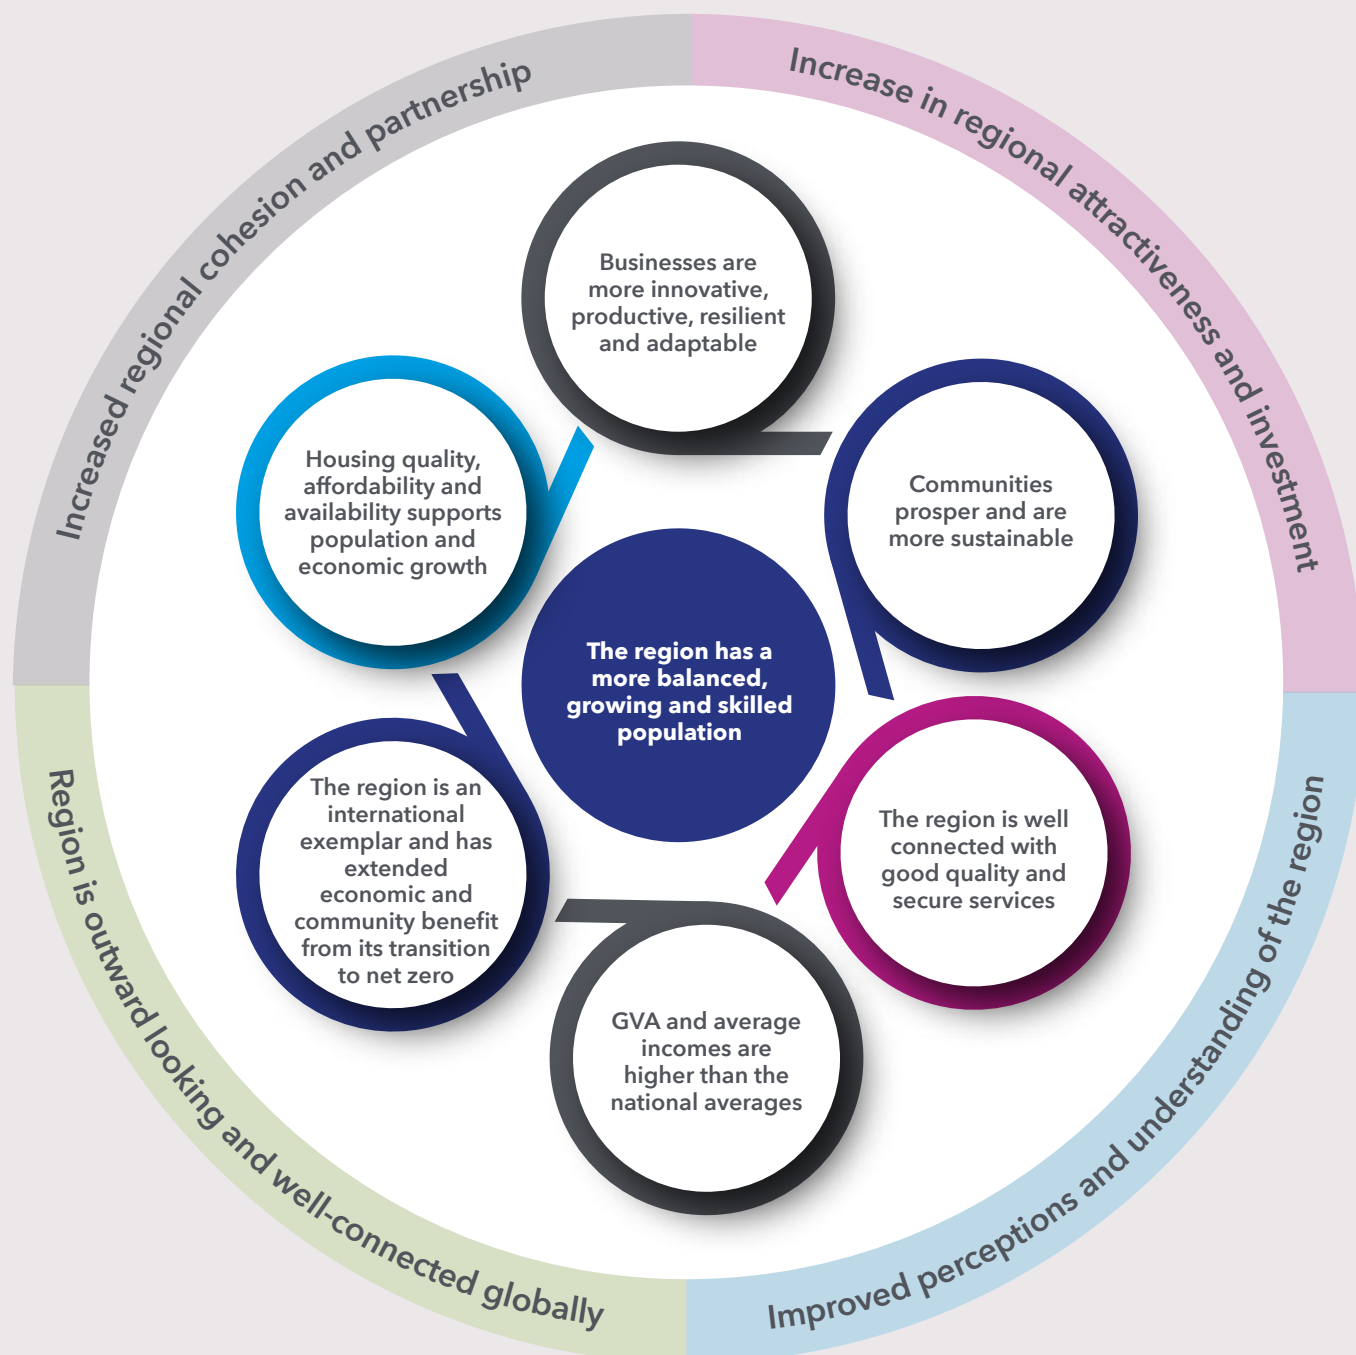 Increased regional cohesion and partnership
Increase in regional attractiveness and investment
Businesses are
more innovative,
productive, resilient
and adaptable
Housing quality,
affordability and
availability supports
population and
economic growth
Communities
prosper and are
more sustainable
The region has a
more balanced,
growing and skilled
population
The region is an
international
exemplar and has
extended
economic and
community benefit
from its transition
to net zero
The region is well
connected with
good quality and
secure services
GVA and average
incomes are
higher than the
national averages
Region is outward looking and well-connected globally
Improved perceptions and understanding of the region